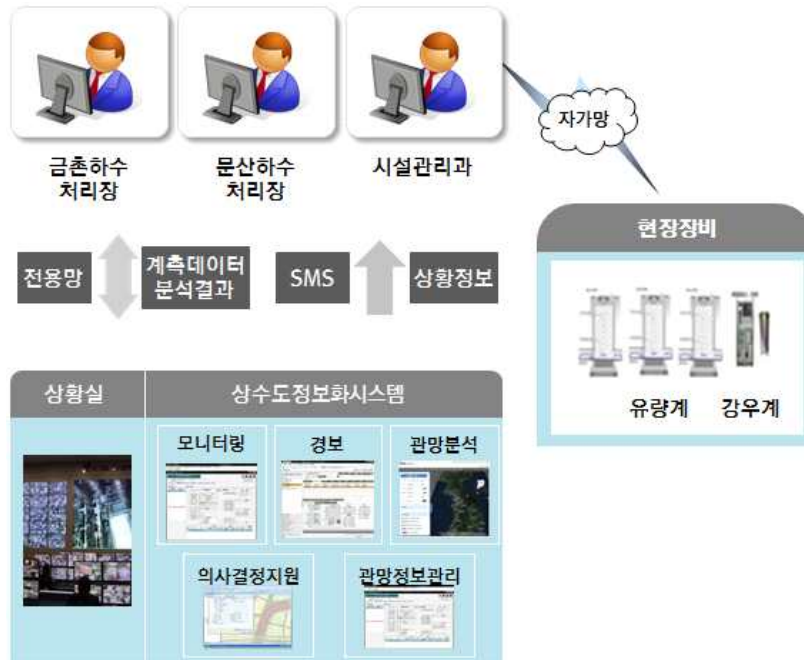 금촌하수
처리장
문산하수
처리장
시설관리과
자가망
전용망
계측데이터
분석결과
SMS
상황정보
현장장비
유량계
강우계
상황실
상수도정보화시스템
모니터링
경보
관망분석
의사결정지원
관망정보관리